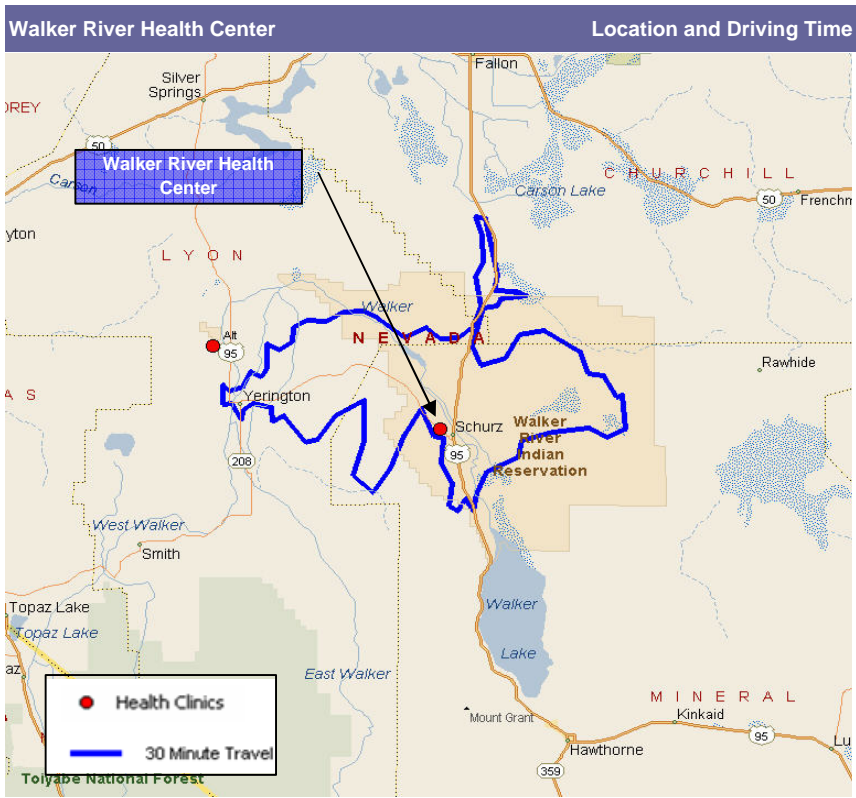 Walker River Health Center
Location and Driving Time
Fallon
Silver
Springs
OREY
50
Walker River Health
Center
Carson
C H U R C H I L L
Carson Lake
50
Frenchm
yton
L Y O N
Walker
Alt
95
N E V A D A
Rawhide
A S
Yerington
Schurz
Walker
River
Indian
Reservation
95
208
West Walker
Smith
Topaz Lake
Topaz Lake
Walker
Lake
az
East Walker
M I N E R A L
Health Clinics
Mount Grant
Kinkaid
95
30 Minute Travel
Hawthorne
Lu
359
Toiyabe National Forest